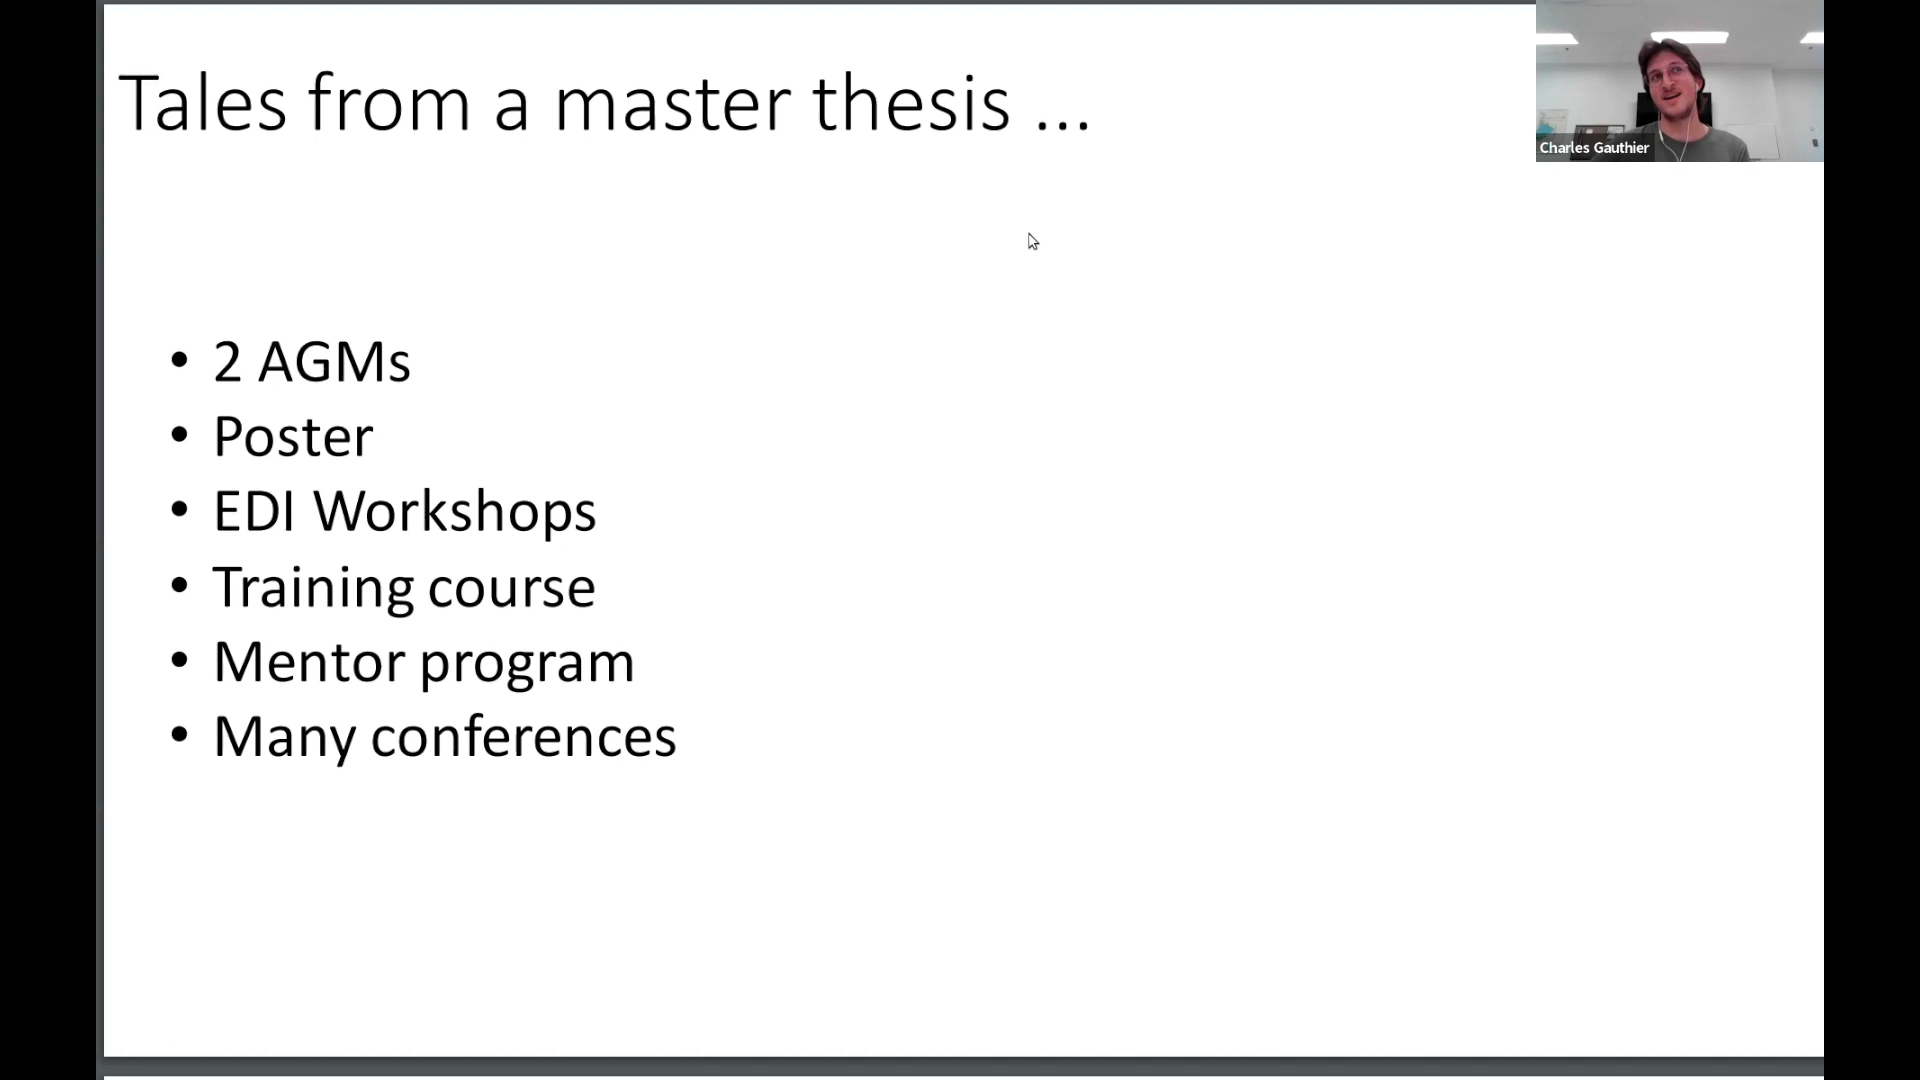 Tales from a master thesis ...
Charles Gauthier
• 2 AGMs
• Poster
• EDI Workshops
• Training course
• Mentor program
• Many conferences